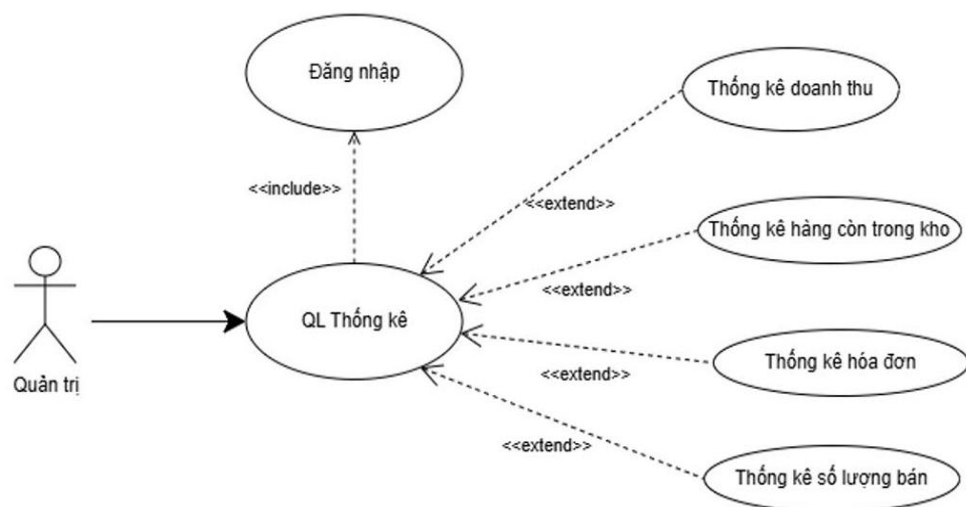 Đăng nhập
Thống kê doanh thu
<<include>>
<<extend>>
Thống kê hàng còn trong kho
<<extend>>
QL Thống kê
Thống kê hóa đơn
<<extend>>
Quản trị
<<extend>>
Thống kê số lượng bán